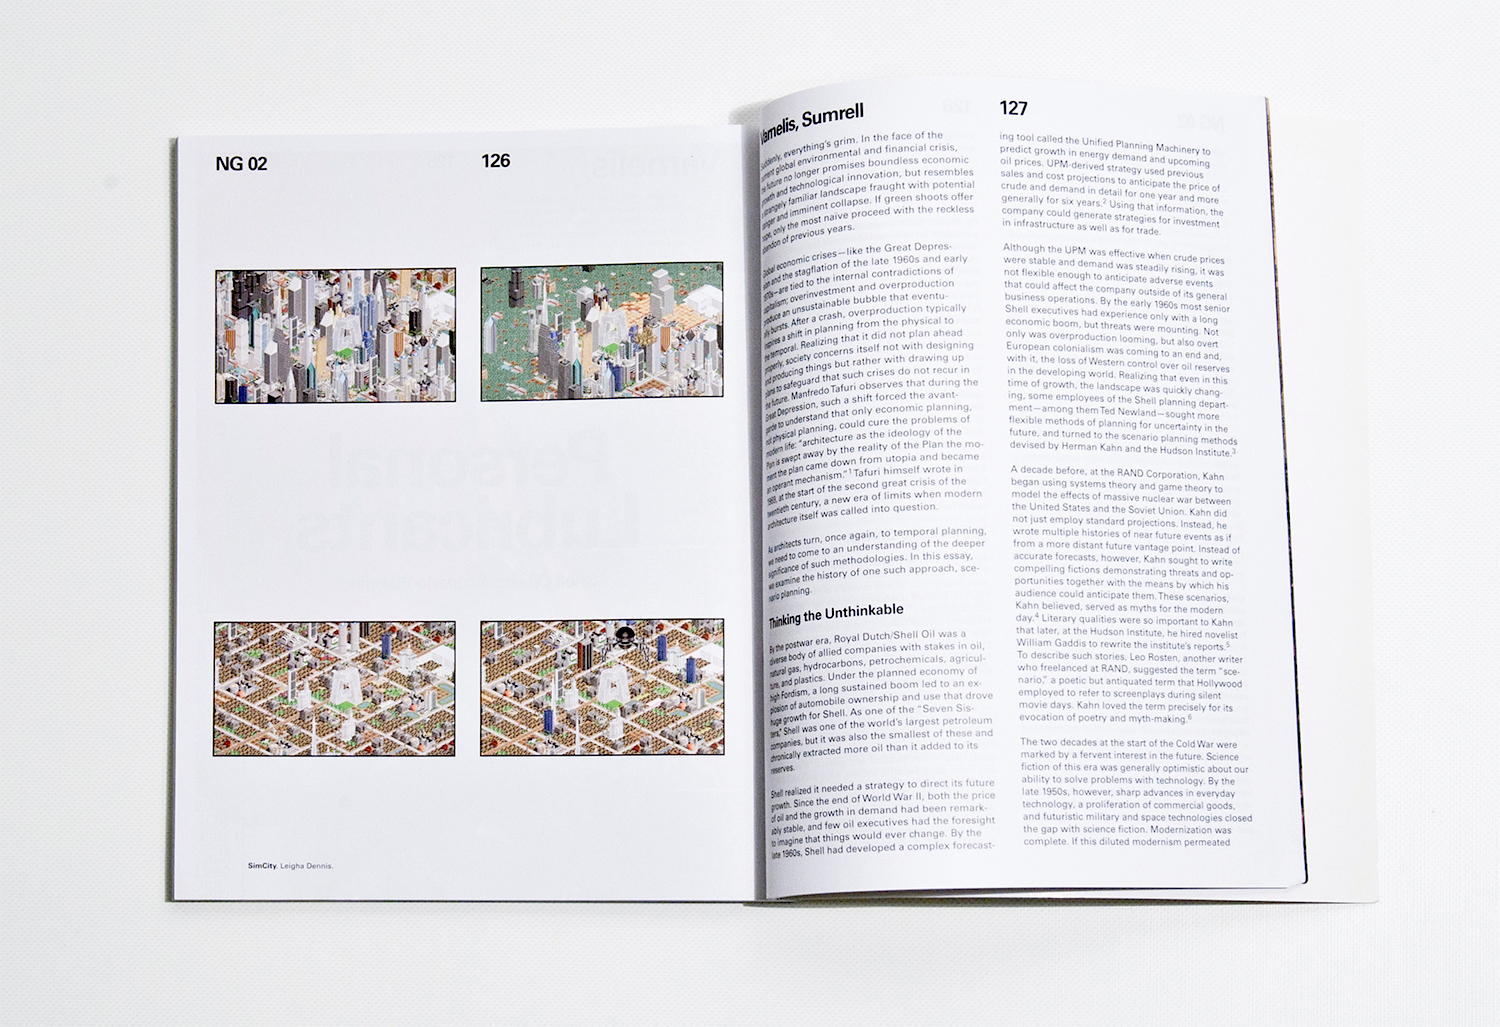 NG 02
126
SimCity. Leigha Dennis.
Varnelis, Sumrell
Suddenly, everything's grim. In the face of the
current global environmental and financial crisis,
the future no longer promises boundless economic
growth and technological innovation, but resembles
a strangely familiar landscape fraught with potential
danger and imminent collapse. If green shoots offer
hope, only the most naïve proceed with the reckless
abandon of previous years.
Global economic crises—like the Great Depres-
sion and the stagflation of the late 1960s and early
1970s—are tied to the internal contradictions of
capitalism; overinvestment and overproduction
produce an unsustainable bubble that eventu-
ally bursts. After a crash, overproduction typically
inspires a shift in planning from the physical to
the temporal. Realizing that it did not plan ahead
properly, society concerns itself not with designing
and producing things but rather with drawing up
plans to safeguard that such crises do not recur in
the future. Manfredo Tafuri observes that during the
Great Depression, such a shift forced the avant-
garde to understand that only economic planning,
not physical planning, could cure the problems of
modern life: "architecture as the ideology of the
Plan is swept away by the reality of the Plan the mo-
ment the plan came down from utopia and became
an operant mechanism."1 Tafuri himself wrote in
1969, at the start of the second great crisis of the
twentieth century, a new era of limits when modern
architecture itself was called into question.
As architects turn, once again, to temporal planning,
we need to come to an understanding of the deeper
significance of such methodologies. In this essay,
we examine the history of one such approach, sce-
nario planning.
Thinking the Unthinkable
By the postwar era, Royal Dutch/Shell Oil was a
diverse body of allied companies with stakes in oil,
natural gas, hydrocarbons, petrochemicals, agricul-
ture, and plastics. Under the planned economy of
high Fordism, a long sustained boom led to an ex-
plosion of automobile ownership and use that drove
huge growth for Shell. As one of the "Seven Sis-
ters," Shell was one of the world's largest petroleum
companies, but it was also the smallest of these and
chronically extracted more oil than it added to its
reserves.
Shell realized it needed a strategy to direct its future
growth. Since the end of World War II, both the price
of oil and the growth in demand had been remark-
ably stable, and few oil executives had the foresight
to imagine that things would ever change. By the
late 1960s, Shell had developed a complex forecast-
127
ing tool called the Unified Planning Machinery to
predict growth in energy demand and upcoming
oil prices. UPM-derived strategy used previous
sales and cost projections to anticipate the price of
crude and demand in detail for one year and more
generally for six years.2 Using that information, the
company could generate strategies for investment
in infrastructure as well as for trade.
Although the UPM was effective when crude prices
were stable and demand was steadily rising, it was
not flexible enough to anticipate adverse events
that could affect the company outside of its general
business operations. By the early 1960s most senior
Shell executives had experience only with a long
economic boom, but threats were mounting. Not
only was overproduction looming, but also overt
European colonialism was coming to an end and,
with it, the loss of Western control over oil reserves
in the developing world. Realizing that even in this
time of growth, the landscape was quickly chang-
ing, some employees of the Shell planning depart-
ment—among them Ted Newland—sought more
flexible methods of planning for uncertainty in the
future, and turned to the scenario planning methods
devised by Herman Kahn and the Hudson Institute.3
A decade before, at the RAND Corporation, Kahn
began using systems theory and game theory to
model the effects of massive nuclear war between
the United States and the Soviet Union. Kahn did
not just employ standard projections. Instead, he
wrote multiple histories of near future events as if
from a more distant future vantage point. Instead of
accurate forecasts, however, Kahn sought to write
compelling fictions demonstrating threats and op-
portunities together with the means by which his
audience could anticipate them. These scenarios,
Kahn believed, served as myths for the modern
day.4 Literary qualities were so important to Kahn
that later, at the Hudson Institute, he hired novelist
William Gaddis to rewrite the institute's reports.5
To describe such stories, Leo Rosten, another writer
who freelanced at RAND, suggested the term "sce-
nario," a poetic but antiquated term that Hollywood
employed to refer to screenplays during silent
movie days. Kahn loved the term precisely for its
evocation of poetry and myth-making.6
The two decades at the start of the Cold War were
marked by a fervent interest in the future. Science
fiction of this era was generally optimistic about our
ability to solve problems with technology. By the
late 1950s, however, sharp advances in everyday
technology, a proliferation of commercial goods,
and futuristic military and space technologies closed
the gap with science fiction. Modernization was
complete. If this diluted modernism permeated